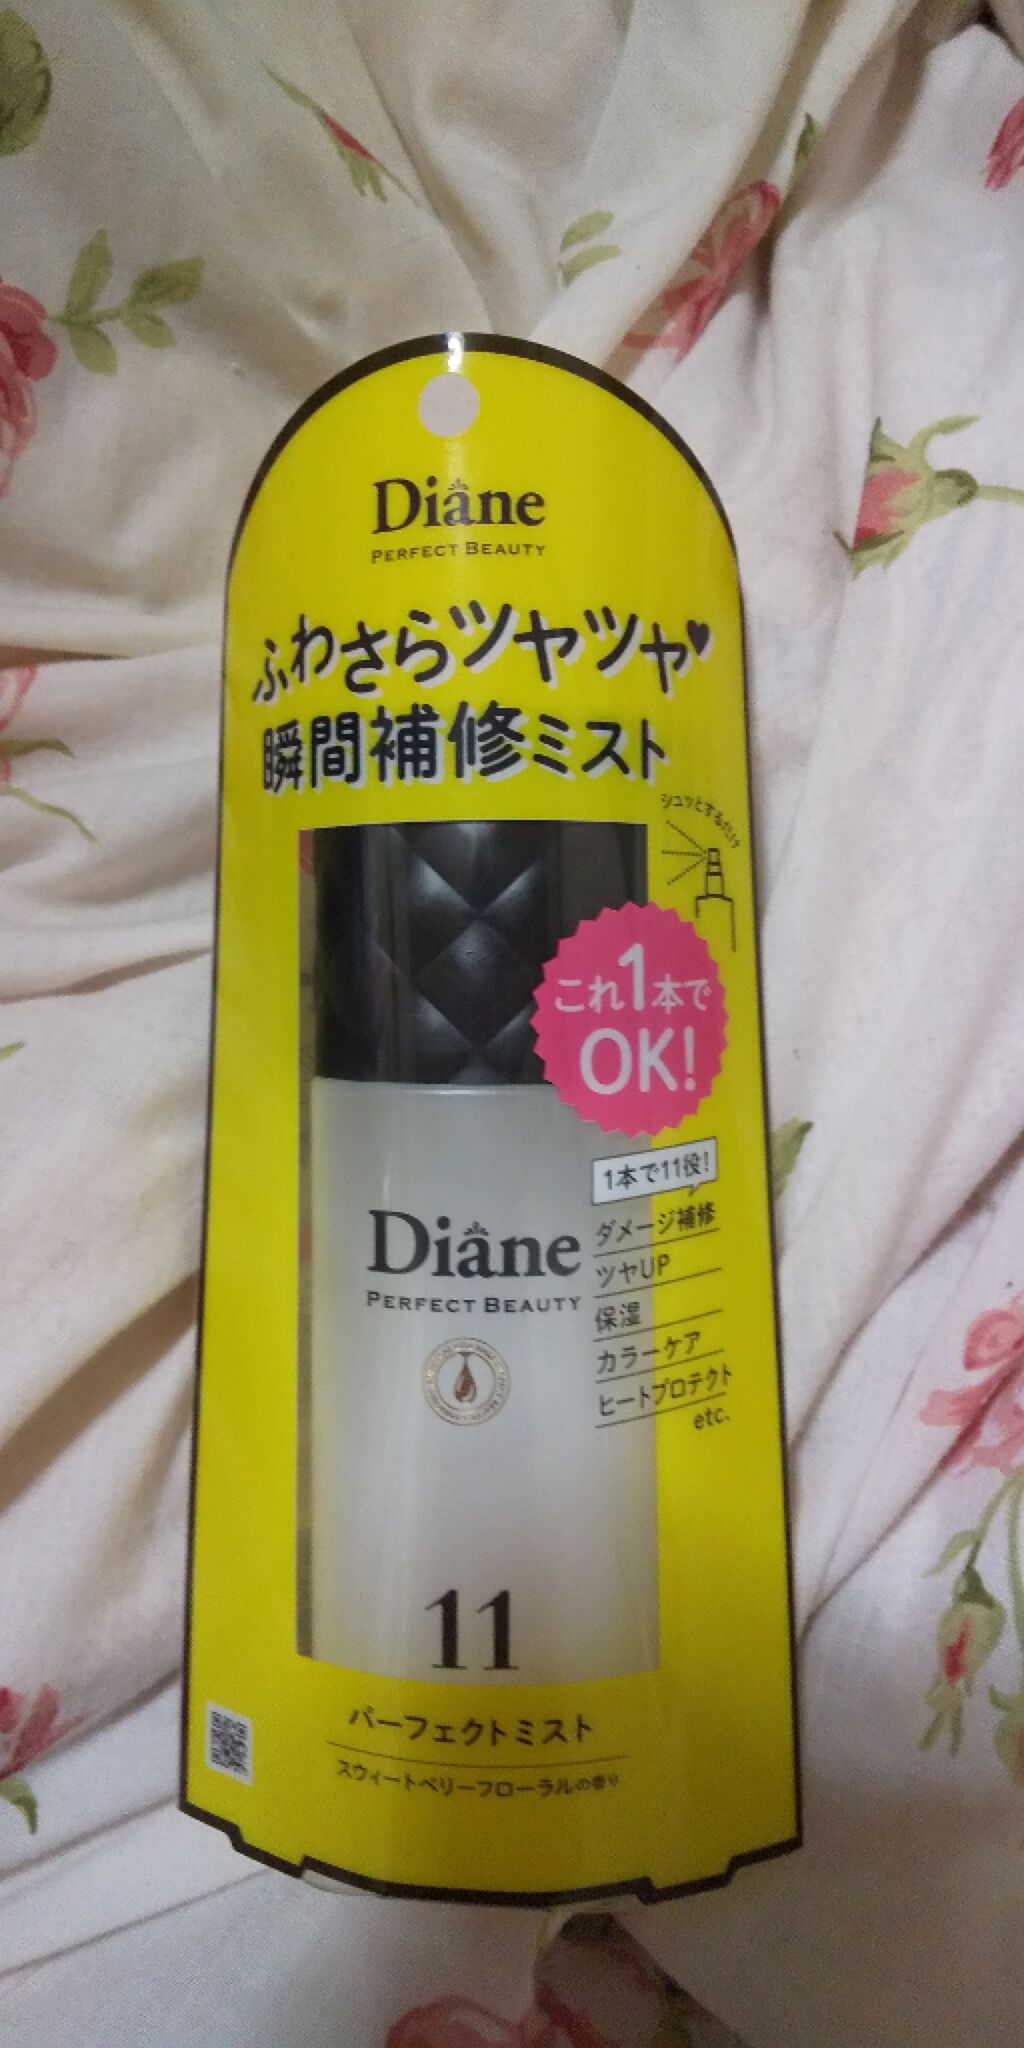 Diane
PERFECT BEAUTY
ふわさらツヤツヤ♥
瞬間補修ミスト
シュッとするだけ
これ1本で
OK!
1本で11役!
ダメージ補修
ツヤUP
保湿
カラーケア
ヒートプロテクト
etc.
Diane
PERFECT BEAUTY
11
パーフェクトミスト
スウィートベリーフローラルの香り